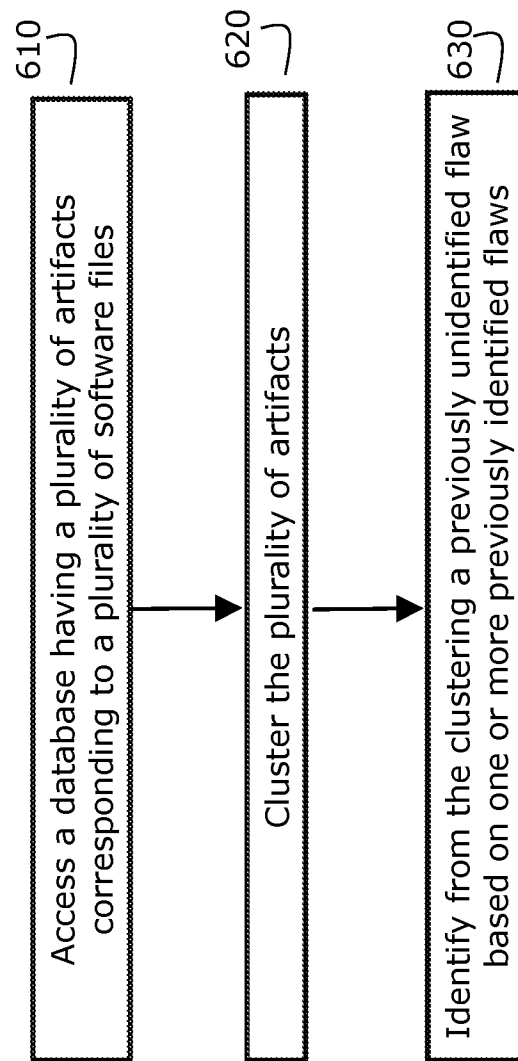 610
Access a database having a plurality of artifacts
corresponding to a plurality of software files
620
Cluster the plurality of artifacts
630
Identify from the clustering a previously unidentified flaw
based on one or more previously identified flaws